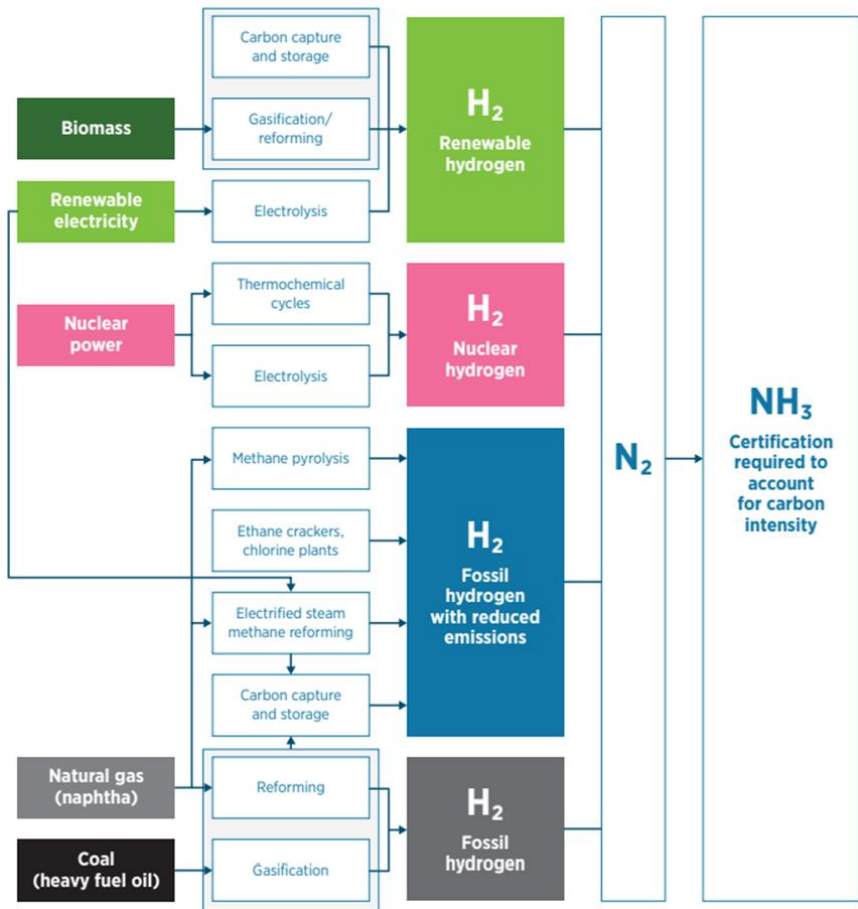 Carbon capture
and storage
Biomass
Gasification/
reforming
H₂
Renewable
hydrogen
Renewable
electricity
Electrolysis
Thermochemical
cycles
Nuclear
power
Electrolysis
H₂
Nuclear
hydrogen
Methane pyrolysis
Ethane crackers,
chlorine plants
Electrified steam
methane reforming
Carbon capture
and storage
H₂
Fossil
hydrogen
with reduced
emissions
Natural gas
(naphtha)
Reforming
Coal
(heavy fuel oil)
Gasification
H₂
Fossil
hydrogen
N₂
NH₃
Certification
required to
account
for carbon
intensity